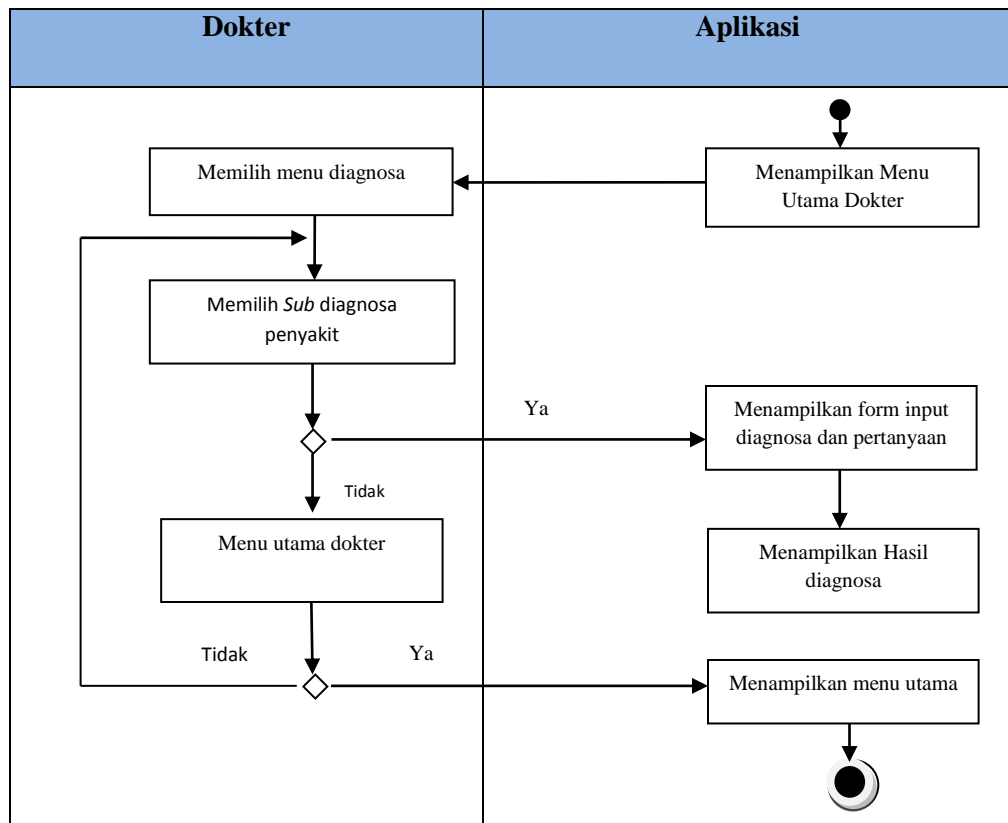 Dokter
Aplikasi
Memilih menu diagnosa
Menampilkan Menu
Utama Dokter
Memilih Sub diagnosa
penyakit
Ya
Menampilkan form input
diagnosa dan pertanyaan
Tidak
Menu utama dokter
Menampilkan Hasil
diagnosa
Tidak
Ya
Menampilkan menu utama